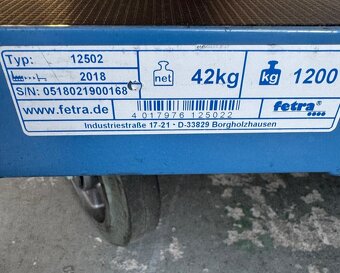 Typ: 12502
2018
S/N: 0518021900168
net 42kg
kg 1200
www.fetra.de
4 017976 125022
fetra®
Industriestraße 17-21 · D-33829 Borgholzhausen